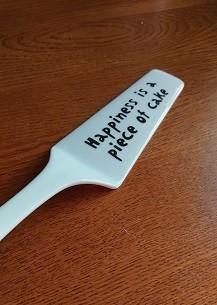 Happiness is a
piece of cake